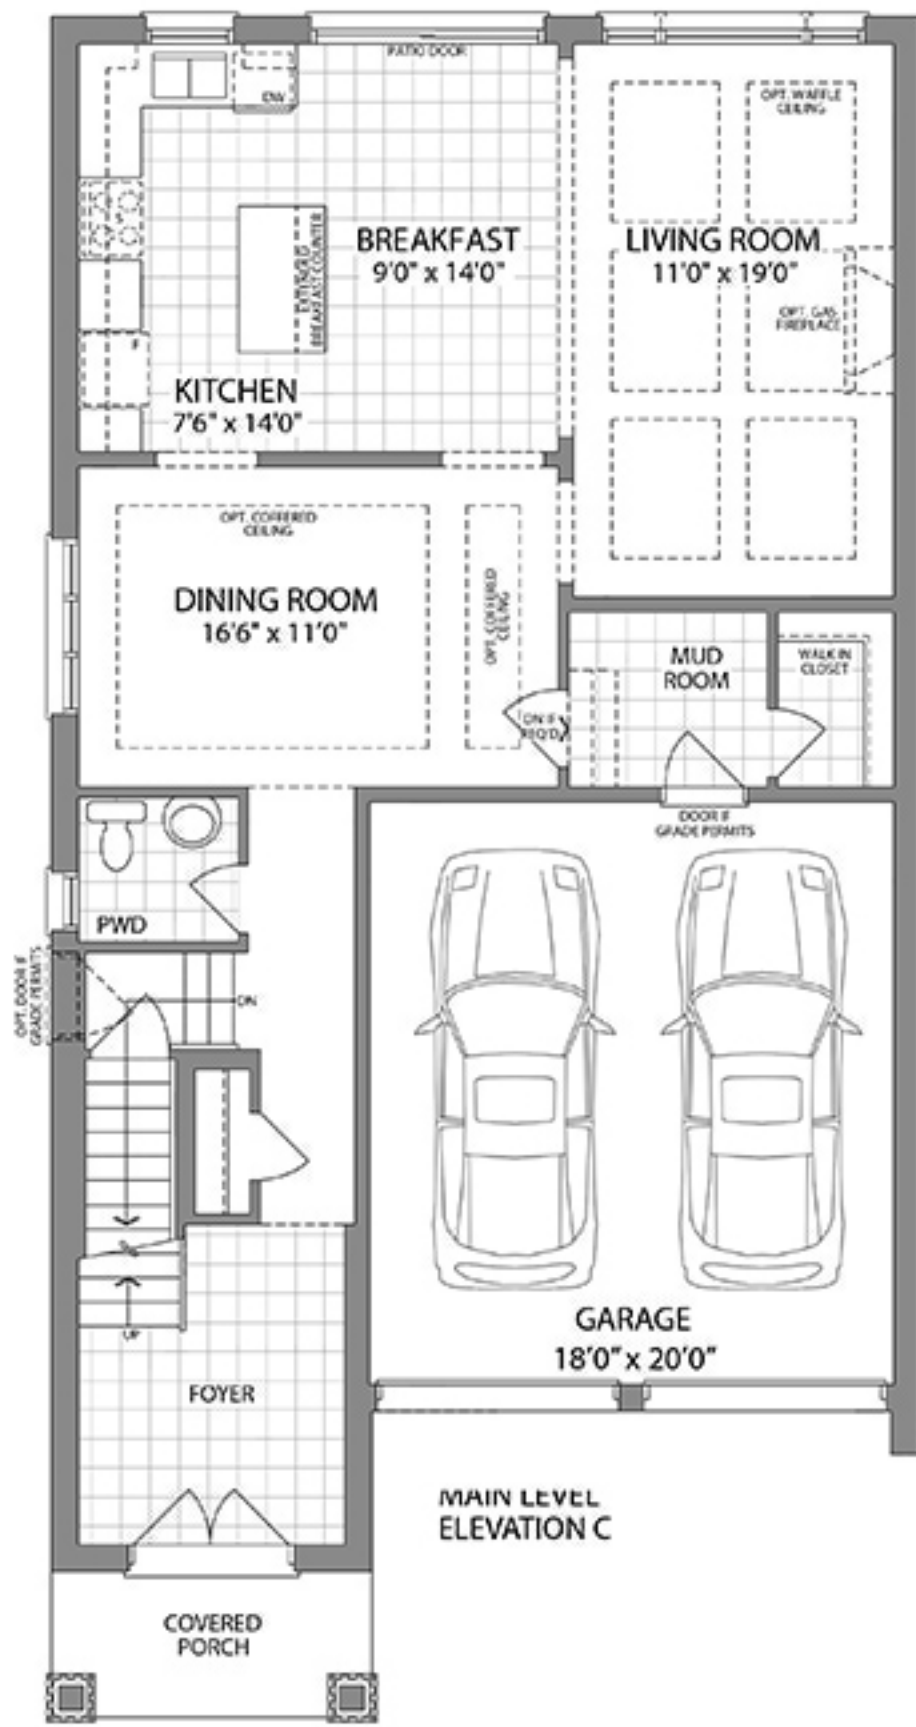 PATIO DOOR
DW
OPT. WAFFLE
CEILING
BREAKFAST
9'0" x 14'0"
EXTENDED
BREAKFAST COUNTER
LIVING ROOM
11'0" x 19'0"
OPT. GAS
FIREPLACE
F
KITCHEN
7'6" x 14'0"
OPT. COFFERED
CEILING
DINING ROOM
16'6" x 11'0"
OPT. COFFERED
CEILING
MUD
ROOM
WALK IN
CLOSET
DN IF
REQ'D
DOOR IF
GRADE PERMITS
PWD
OPT. DOOR IF
GRADE PERMITS
DN
UP
FOYER
GARAGE
18'0" x 20'0"
MAIN LEVEL
ELEVATION C
COVERED
PORCH